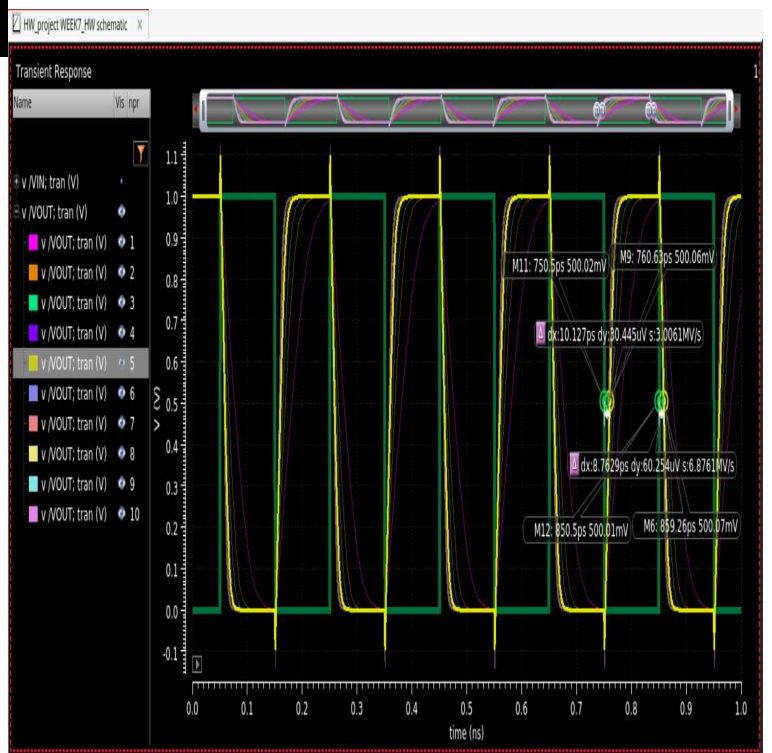 HW_project WEEK7_HW schematic X
Transient Response 1
Name Vis npr
v /VIN; tran (V)
v /VOUT; tran (V)
v /VOUT; tran (V) 1
v /VOUT; tran (V) 2
v /VOUT; tran (V) 3
v /VOUT; tran (V) 4
v /VOUT; tran (V) 5
v /VOUT; tran (V) 6
v /VOUT; tran (V) 7
v /VOUT; tran (V) 8
v /VOUT; tran (V) 9
v /VOUT; tran (V) 10
1.1
1.0
0.9
0.8
0.7
0.6
0.5
0.4
0.3
0.2
0.1
0.0
-0.1
V (V)
M11: 750.5ps 500.02mV
M9: 760.63ps 500.06mV
dx:10.127ps dy:30.445uV s:3.0061MV/s
dx:8.7629ps dy:60.254uV s:6.8761MV/s
M12: 850.5ps 500.01mV
M6: 859.26ps 500.07mV
0.0 0.1 0.2 0.3 0.4 0.5 0.6 0.7 0.8 0.9 1.0
time (ns)